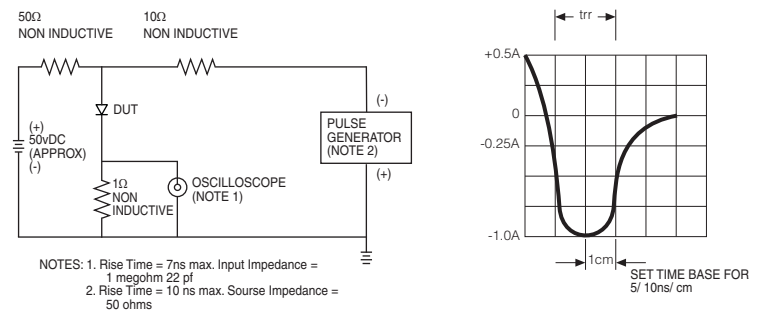 50Ω
NON INDUCTIVE
10Ω
NON INDUCTIVE
DUT
(+)
50vDC
(APPROX)
(-)
1Ω
NON
INDUCTIVE
OSCILLOSCOPE
(NOTE 1)
(-)
PULSE
GENERATOR
(NOTE 2)
(+)
NOTES: 1. Rise Time = 7ns max. Input Impedance =
1 megohm 22 pf
2. Rise Time = 10 ns max. Sourse Impedance =
50 ohms
trr
+0.5A
0
-0.25A
-1.0A
1cm
SET TIME BASE FOR
5/ 10ns/ cm